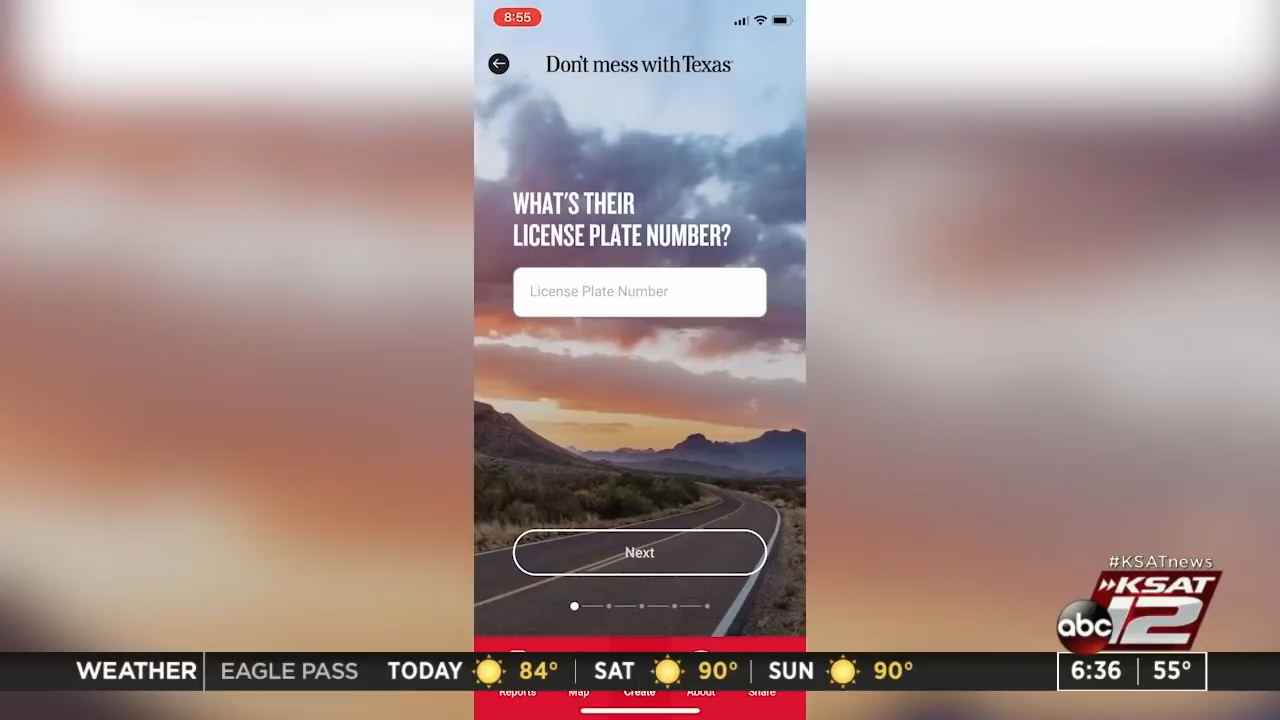 8:55
Don't mess with Texas
WHAT'S THEIR
LICENSE PLATE NUMBER?
License Plate Number
Next
#KSATnews
KSAT
abc 12
WEATHER EAGLE PASS TODAY 84° SAT 90° SUN 90° 6:36 55°
Reports Map Create About Share